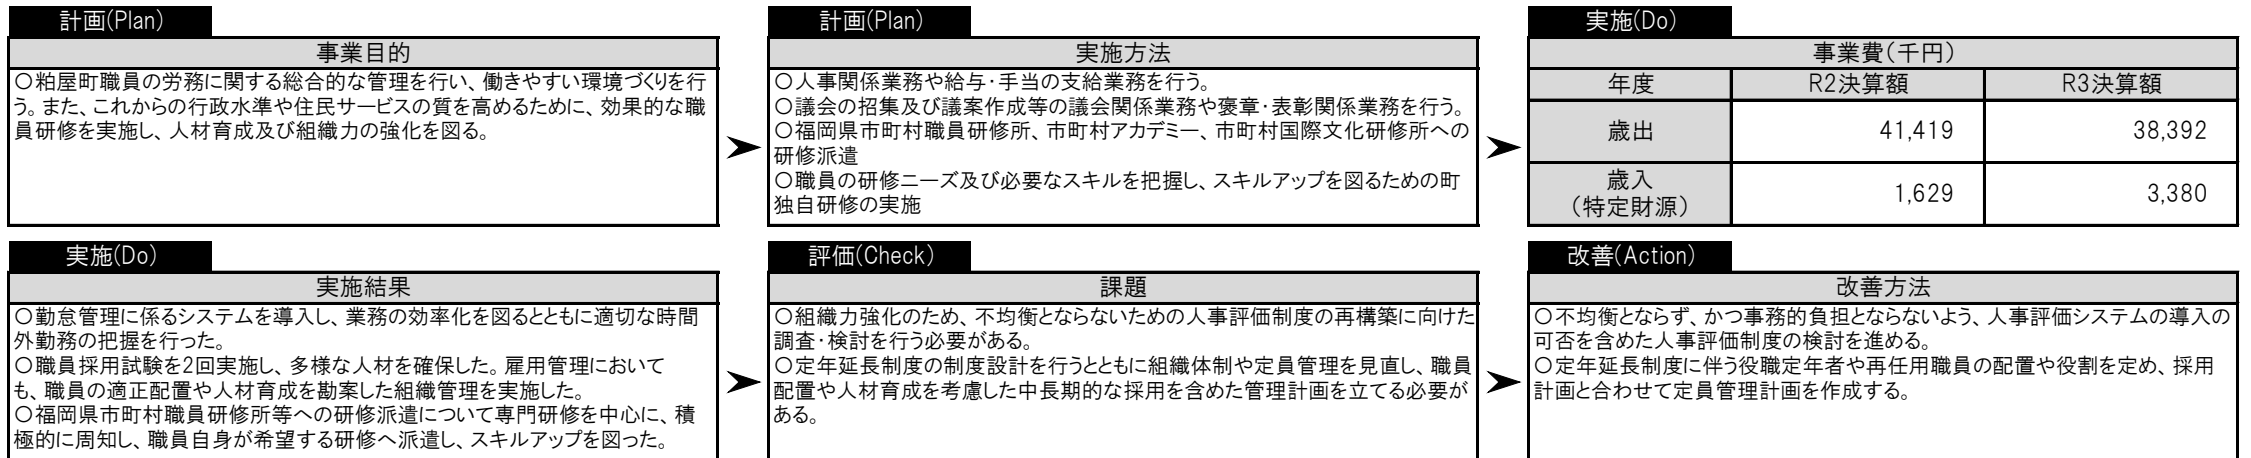 計画(Plan)
事業目的
〇粕屋町職員の労務に関する総合的な管理を行い、働きやすい環境づくりを行
う。また、これからの行政水準や住民サービスの質を高めるために、効果的な職
員研修を実施し、人材育成及び組織力の強化を図る。
計画(Plan)
実施方法
〇人事関係業務や給与・手当の支給業務を行う。
〇議会の招集及び議案作成等の議会関係業務や褒章・表彰関係業務を行う。
〇福岡県市町村職員研修所、市町村アカデミー、市町村国際文化研修所への
研修派遣
〇職員の研修ニーズ及び必要なスキルを把握し、スキルアップを図るための町
独自研修の実施
実施(Do)
事業費(千円)
年度 R2決算額 R3決算額
歳出 41,419 38,392
歳入
(特定財源) 1,629 3,380
実施(Do)
実施結果
〇勤怠管理に係るシステムを導入し、業務の効率化を図るとともに適切な時間
外勤務の把握を行った。
〇職員採用試験を2回実施し、多様な人材を確保した。雇用管理において
も、職員の適正配置や人材育成を勘案した組織管理を実施した。
〇福岡県市町村職員研修所等への研修派遣について専門研修を中心に、積
極的に周知し、職員自身が希望する研修へ派遣し、スキルアップを図った。
評価(Check)
課題
〇組織力強化のため、不均衡とならないための人事評価制度の再構築に向けた
調査・検討を行う必要がある。
〇定年延長制度の制度設計を行うとともに組織体制や定員管理を見直し、職員
配置や人材育成を考慮した中長期的な採用を含めた管理計画を立てる必要が
ある。
改善(Action)
改善方法
〇不均衡とならず、かつ事務的負担とならないよう、人事評価システムの導入の
可否を含めた人事評価制度の検討を進める。
〇定年延長制度に伴う役職定年者や再任用職員の配置や役割を定め、採用
計画と合わせて定員管理計画を作成する。